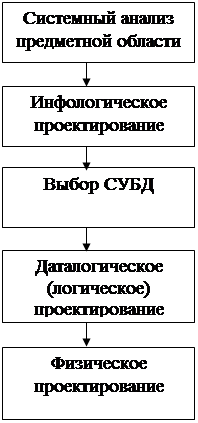 Системный анализ
предметной области
Инфологическое
проектирование
Выбор СУБД
Даталогическое
(логическое)
проектирование
Физическое
проектирование